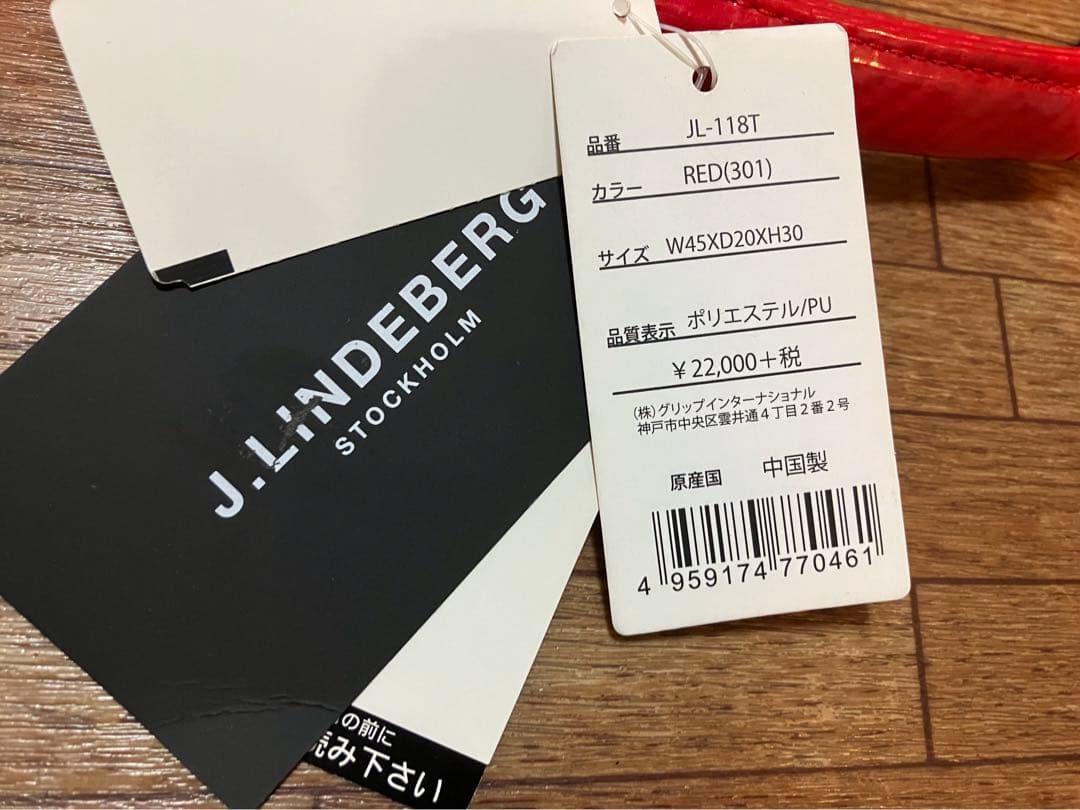 J.LINDEBERG
STOCKHOLM
品番 JL-118T
カラー RED(301)
サイズ W45XD20XH30
品質表示 ポリエステル/PU
¥22,000+税
(株)グリップインターナショナル
神戸市中央区雲井通4丁目2番2号
原産国 中国製
4 959174 770461
の前に
読み下さい